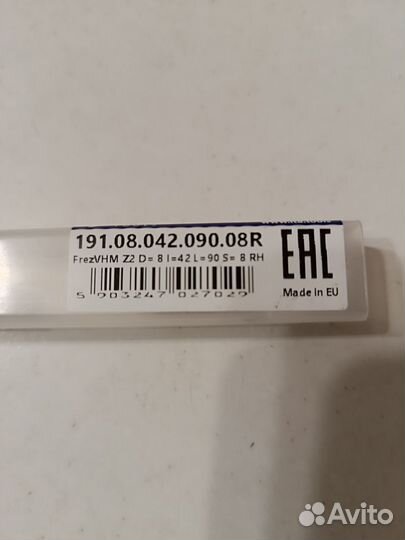 191.08.042.090.08R
FrezVHM Z2 D= 8 l=42 L=90 S= 8 RH
5 903247 027029
EAC
Made in EU
Avito